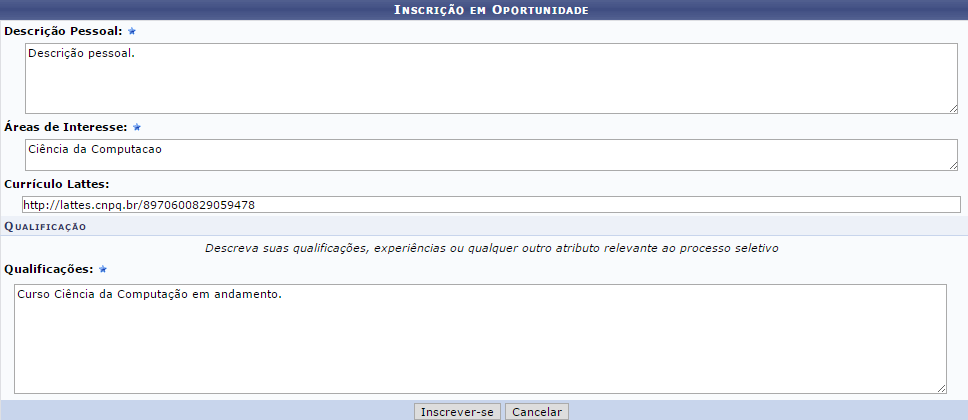 Inscrição em Oportunidade
Descrição Pessoal:
Descrição pessoal.
Áreas de Interesse:
Ciência da Computacao
Currículo Lattes:
http://lattes.cnpq.br/8970600829059478
Qualificação
Descreva suas qualificações, experiências ou qualquer outro atributo relevante ao processo seletivo
Qualificações:
Curso Ciência da Computação em andamento.
Inscrever-se Cancelar